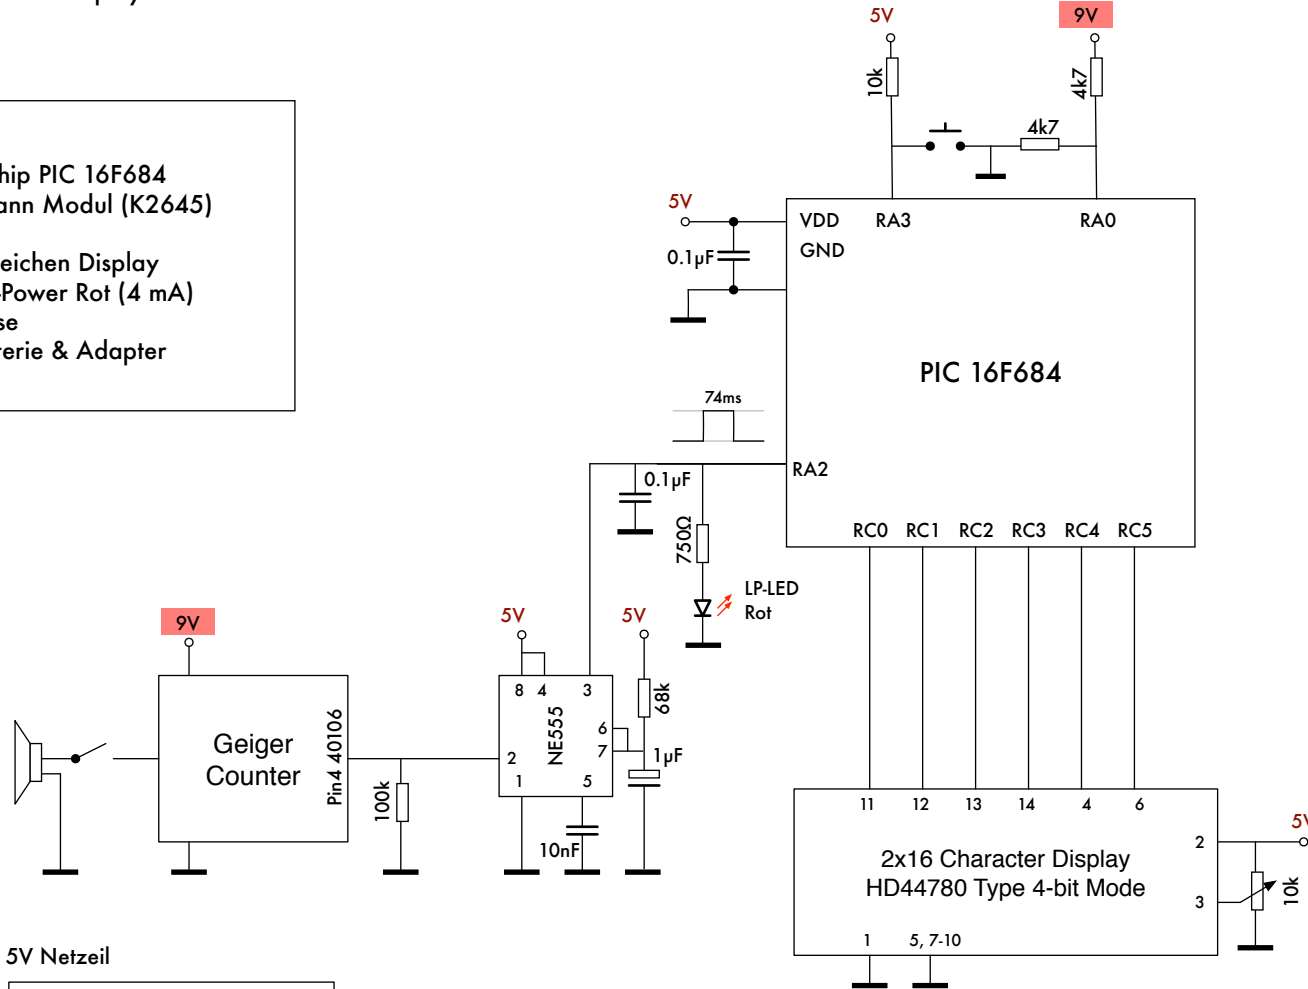 5V
9V
10k
4k7
4k7
hip PIC 16F684
ann Modul (K2645)
eichen Display
Power Rot (4 mA)
se
erie & Adapter
5V
VDD
RA3
RA0
GND
0.1µF
PIC 16F684
74ms
RA2
0.1µF
750Ω
RC0 RC1 RC2 RC3 RC4 RC5
LP-LED
Rot
9V
5V
5V
8 4 3
68k
Geiger
Counter
Pin4 40106
NE555
6
7
2
1µF
1
5
100k
10nF
11 12 13 14 4 6
5V
2
2x16 Character Display
HD44780 Type 4-bit Mode
3
10k
1
5, 7-10
5V Netzeil